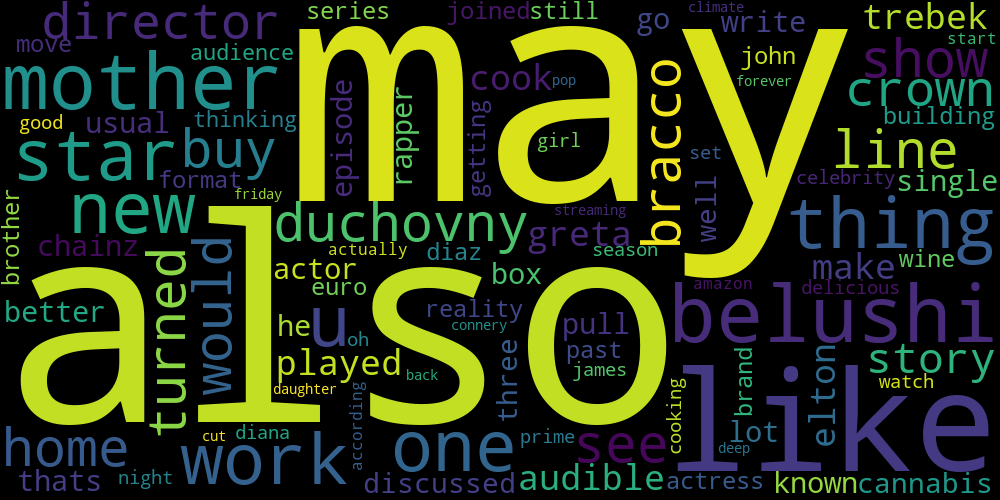 series joined still go write climate
director trebek
move audience john start
may
mother cook pop forever show
crown
good usual thinking episode rapper getting girl bracco building
star buy set line
format celebrity single
brother friday streaming well
new duchovny greta thing
chainz would actually diaz season wine
turned actor box make
also euro amazon delicious
better u reality pull belushi
he oh connery
played past story
three james
daughter back brand elton watch
like
according cooking
cut diana prime lot
home one see deep
work
thats night discussed audible actress known cannabis